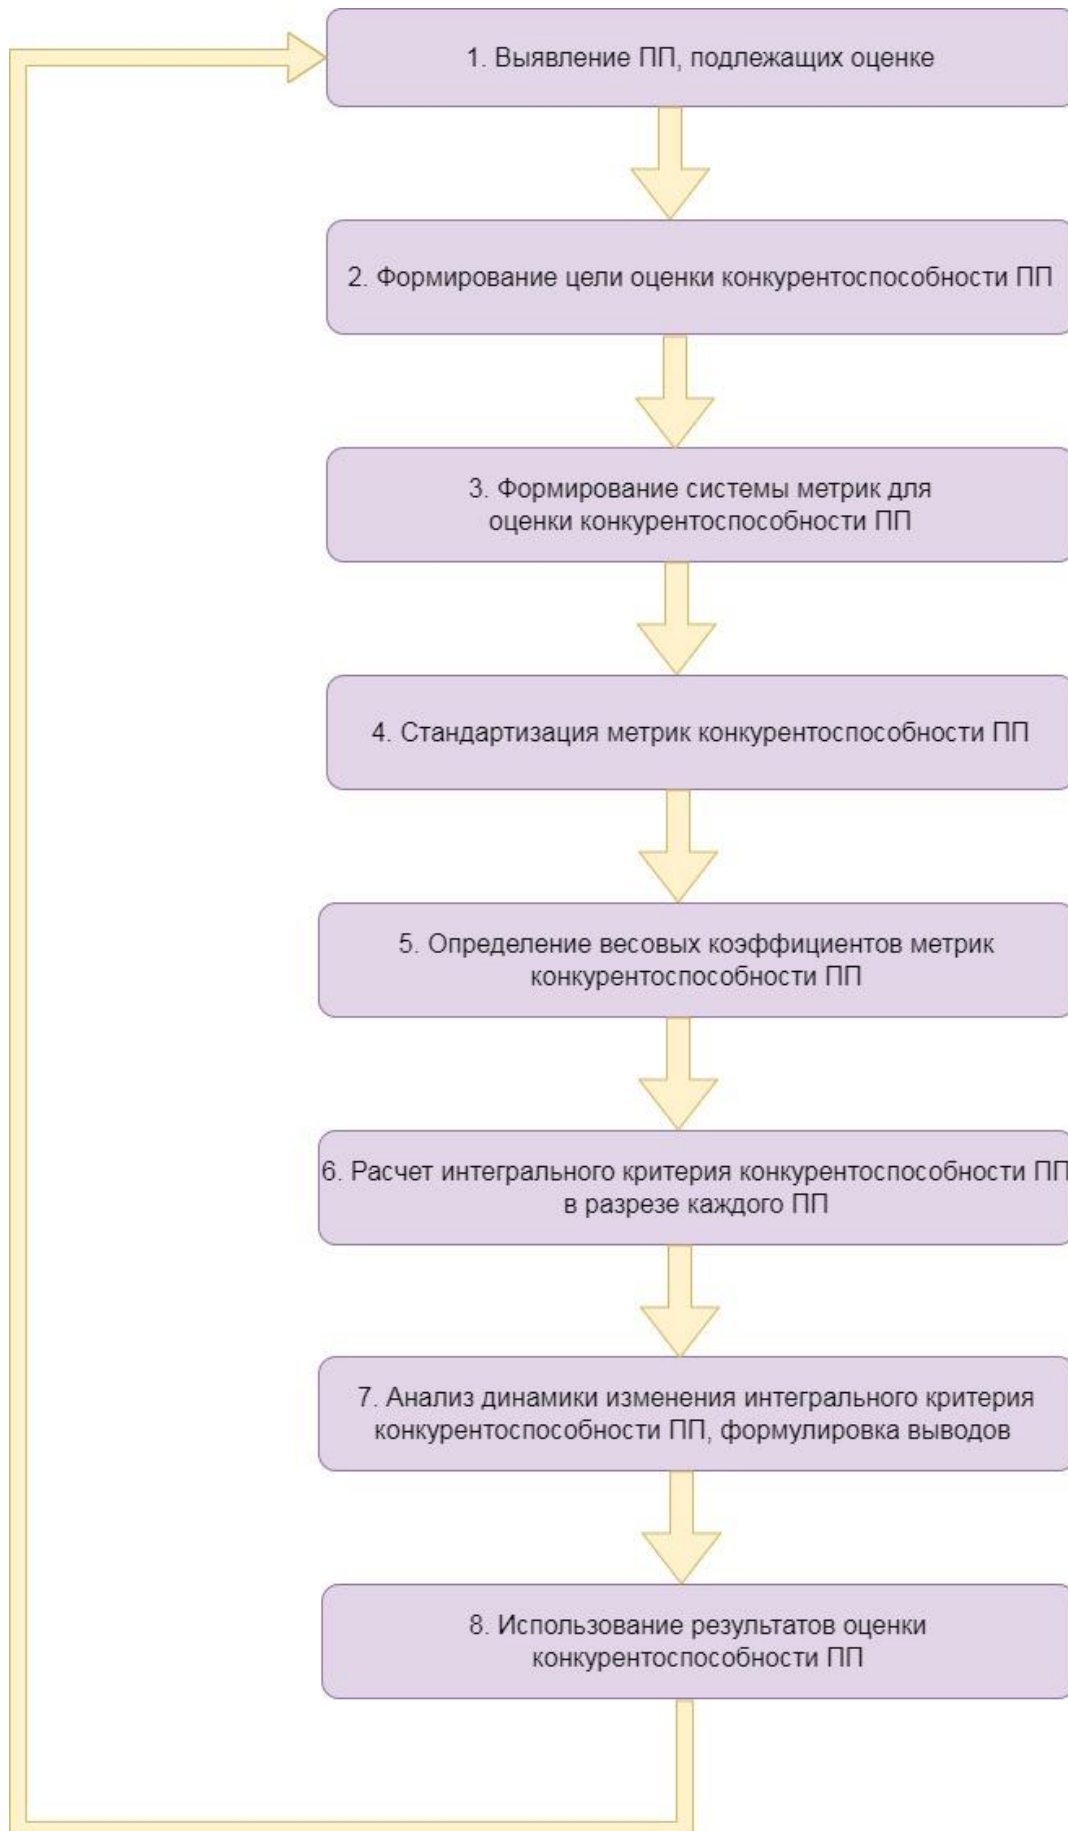 1. Выявление ПП, подлежащих оценке
2. Формирование цели оценки конкурентоспособности ПП
3. Формирование системы метрик для
оценки конкурентоспособности ПП
4. Стандартизация метрик конкурентоспособности ПП
5. Определение весовых коэффициентов метрик
конкурентоспособности ПП
6. Расчет интегрального критерия конкурентоспособности ПП
в разрезе каждого ПП
7. Анализ динамики изменения интегрального критерия
конкурентоспособности ПП, формулировка выводов
8. Использование результатов оценки
конкурентоспособности ПП